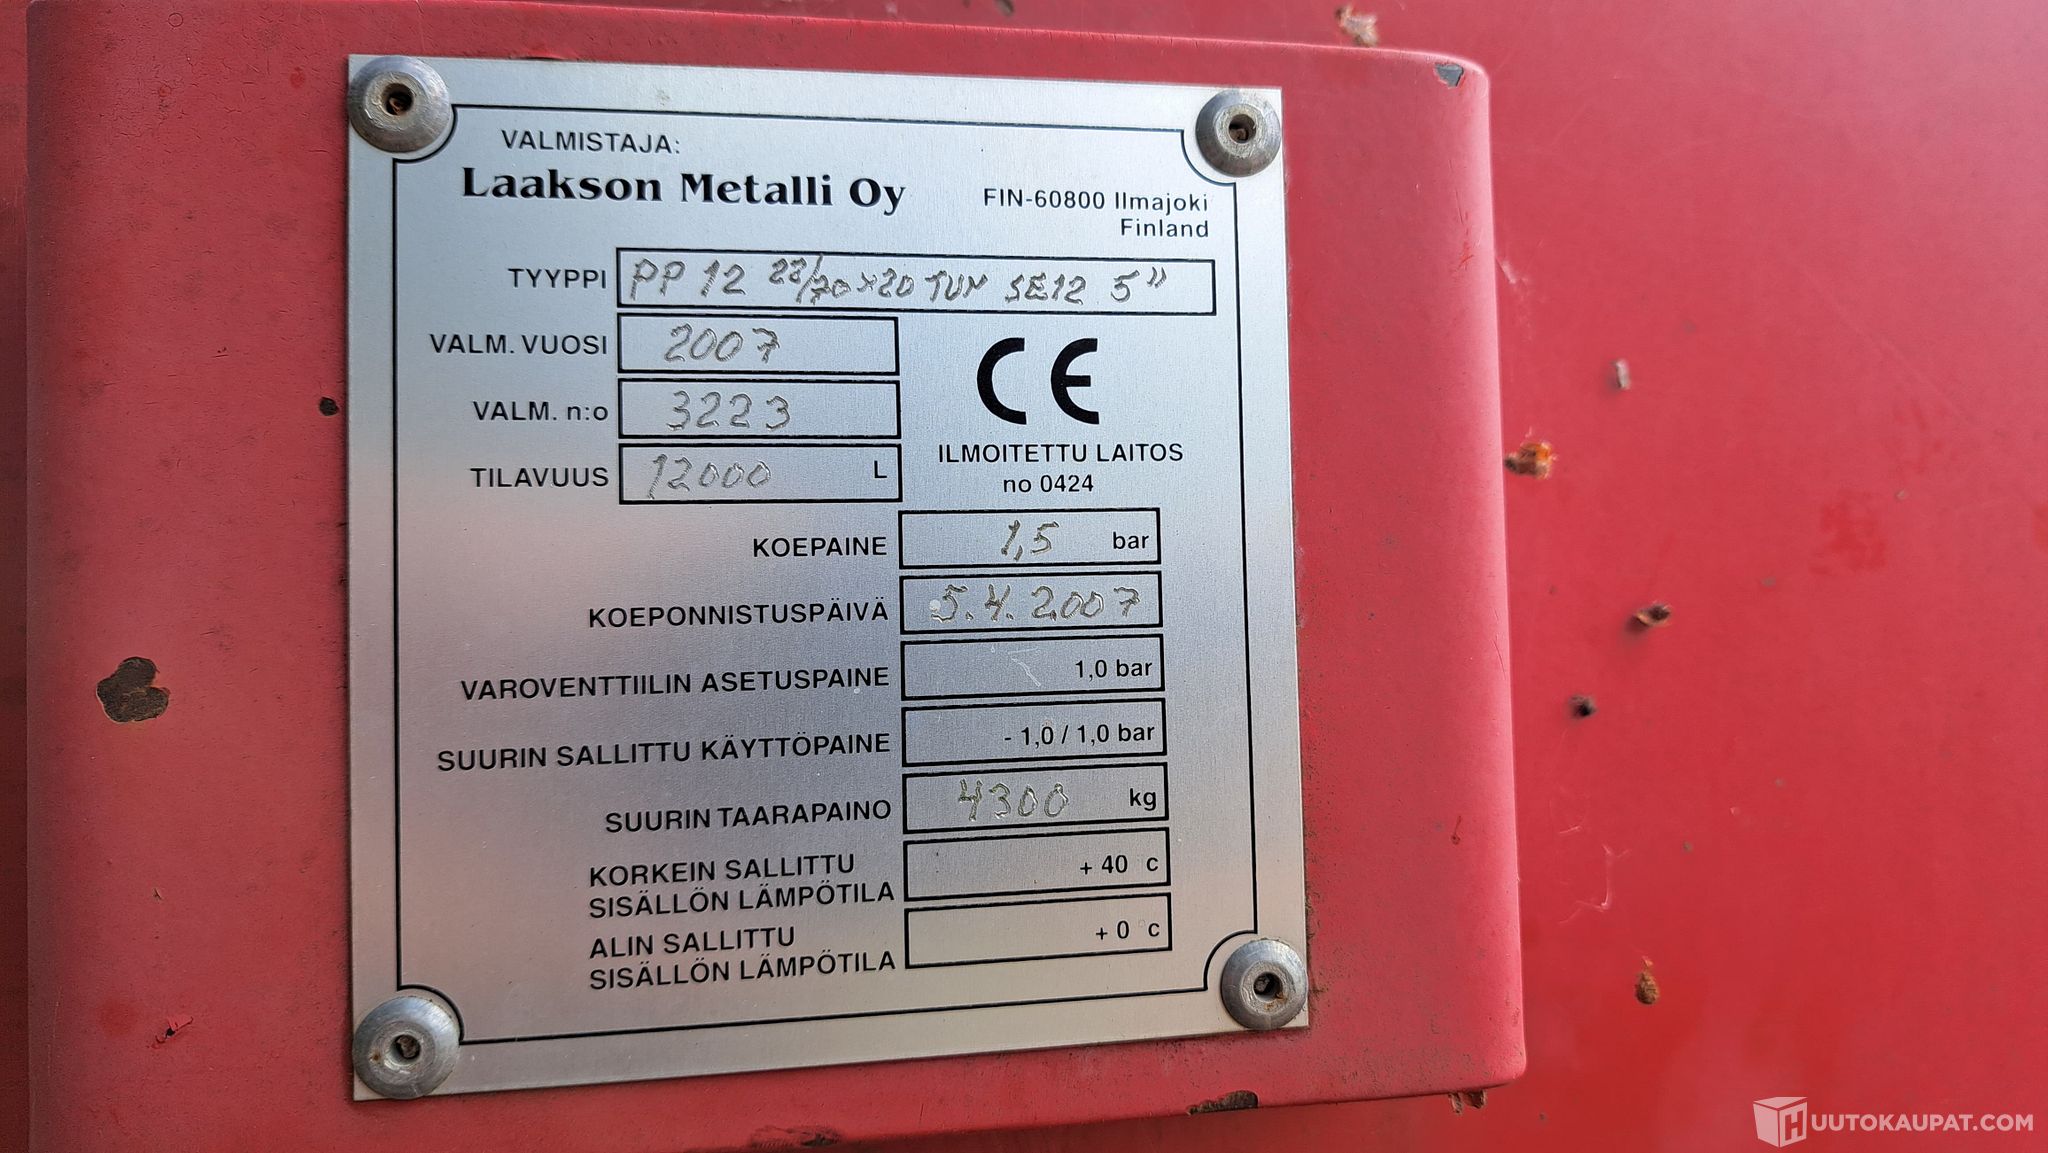 VALMISTAJA:
Laakson Metalli Oy
FIN-60800 Ilmajoki
Finland
TYYPPI PP 12 22/70x20 TUN SE12 5"
VALM. VUOSI 2007
VALM. n:o 3223
TILAVUUS 12000 L
CE
ILMOITETTU LAITOS
no 0424
KOEPAINE 1,5 bar
KOEPONNISTUSPÄIVÄ 5.4.2007
VAROVENTTIILIN ASETUSPAINE 1,0 bar
SUURIN SALLITTU KÄYTTÖPAINE - 1,0 / 1,0 bar
SUURIN TAARAPAINO 4300 kg
KORKEIN SALLITTU
SISÄLLÖN LÄMPÖTILA + 40 c
ALIN SALLITTU
SISÄLLÖN LÄMPÖTILA + 0 c
HUUTOKAUPAT.COM